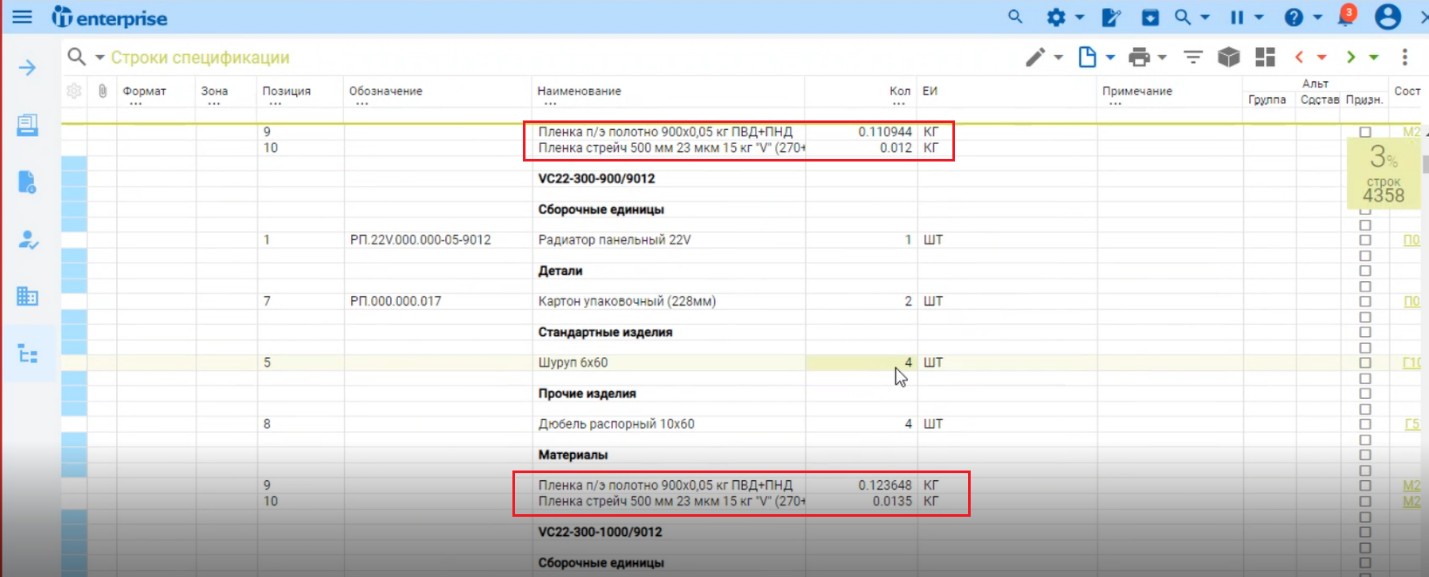 iT enterprise
3
Строки спецификации
Формат Зона Позиция Обозначение Наименование Кол ЕИ Примечание Альт Сост
Группа Состав Призн.
9 Пленка п/э полотно 900х0,05 кг ПВД+ПНД 0.110944 КГ М2
10 Пленка стрейч 500 мм 23 мкм 15 кг "V" (270+ 0.012 КГ
3%
строк
4358
VC22-300-900/9012
Сборочные единицы
1 РП.22V.000.000-05-9012 Радиатор панельный 22V 1 ШТ П0
Детали
7 РП.000.000.017 Картон упаковочный (228мм) 2 ШТ П0
Стандартные изделия
5 Шуруп 6х60 4 ШТ Г10
Прочие изделия
8 Дюбель распорный 10х60 4 ШТ Г5
Материалы
9 Пленка п/э полотно 900х0,05 кг ПВД+ПНД 0.123648 КГ М2
10 Пленка стрейч 500 мм 23 мкм 15 кг "V" (270+ 0.0135 КГ М2
VC22-300-1000/9012
Сборочные единицы